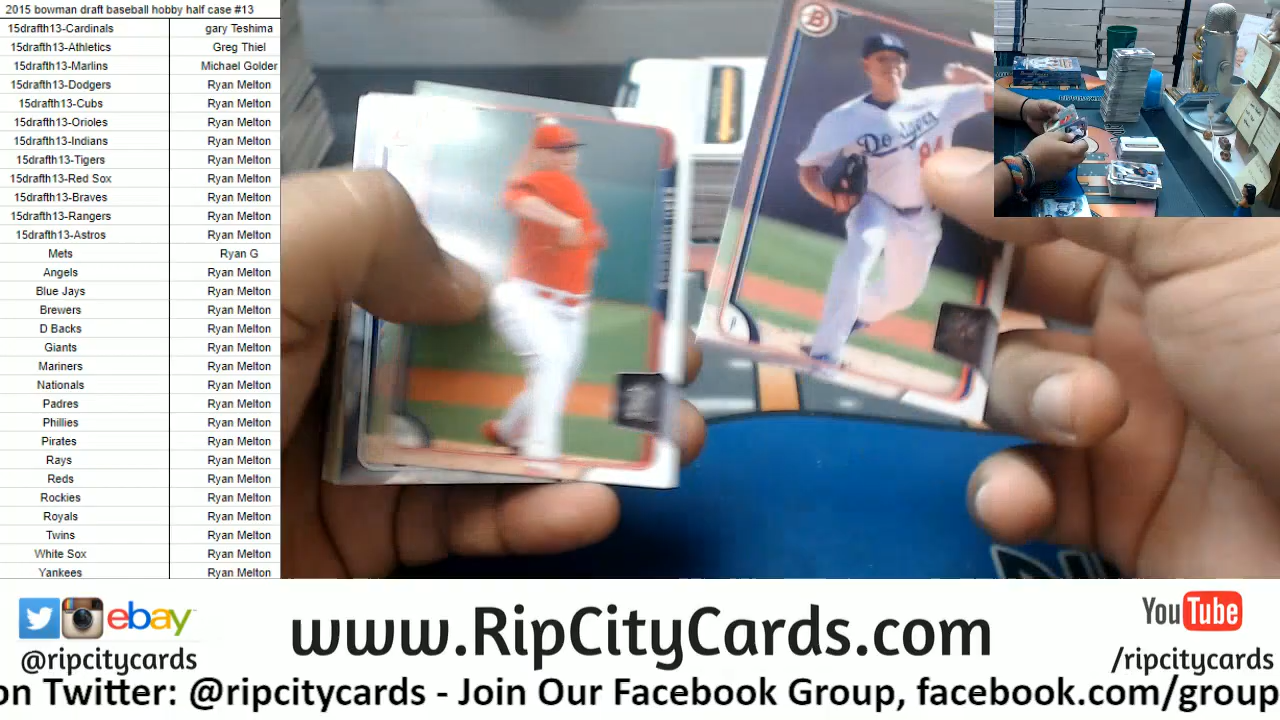 2015 bowman draft baseball hobby half case #13
15drafth13-Cardinals gary Teshima
15drafth13-Athletics Greg Thiel
15drafth13-Marlins Michael Golder
15drafth13-Dodgers Ryan Melton
15drafth13-Cubs Ryan Melton
15drafth13-Orioles Ryan Melton
15drafth13-Indians Ryan Melton
15drafth13-Tigers Ryan Melton
15drafth13-Red Sox Ryan Melton
15drafth13-Braves Ryan Melton
15drafth13-Rangers Ryan Melton
15drafth13-Astros Ryan Melton
Mets Ryan G
Angels Ryan Melton
Blue Jays Ryan Melton
Brewers Ryan Melton
D Backs Ryan Melton
Giants Ryan Melton
Mariners Ryan Melton
Nationals Ryan Melton
Padres Ryan Melton
Phillies Ryan Melton
Pirates Ryan Melton
Rays Ryan Melton
Reds Ryan Melton
Rockies Ryan Melton
Royals Ryan Melton
Twins Ryan Melton
White Sox Ryan Melton
Yankees Ryan Melton
B
Dodgers
ebay
@ripcitycards
www.RipCityCards.com
YouTube
/ripcitycards
on Twitter: @ripcitycards - Join Our Facebook Group, facebook.com/group